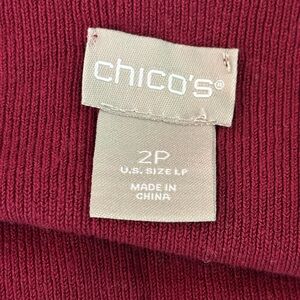 chico's®
2P
U.S. SIZE LP
MADE IN
CHINA